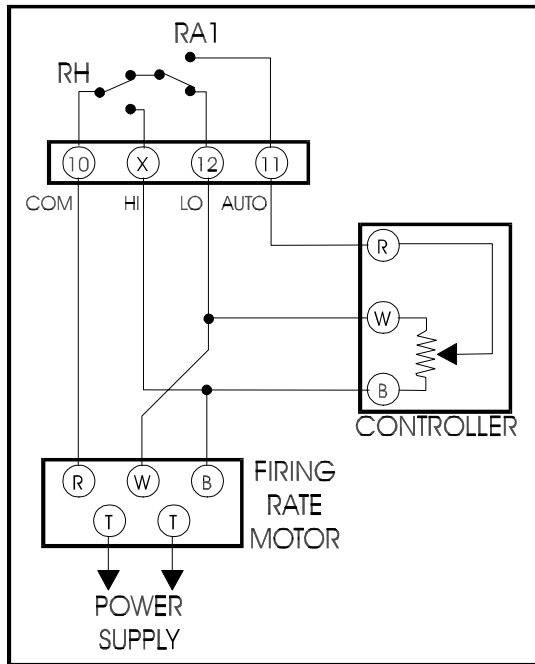 RA1
RH
10 X 12 11
COM HI LO AUTO
R
W
B
CONTROLLER
R W B
T T
FIRING
RATE
MOTOR
POWER
SUPPLY